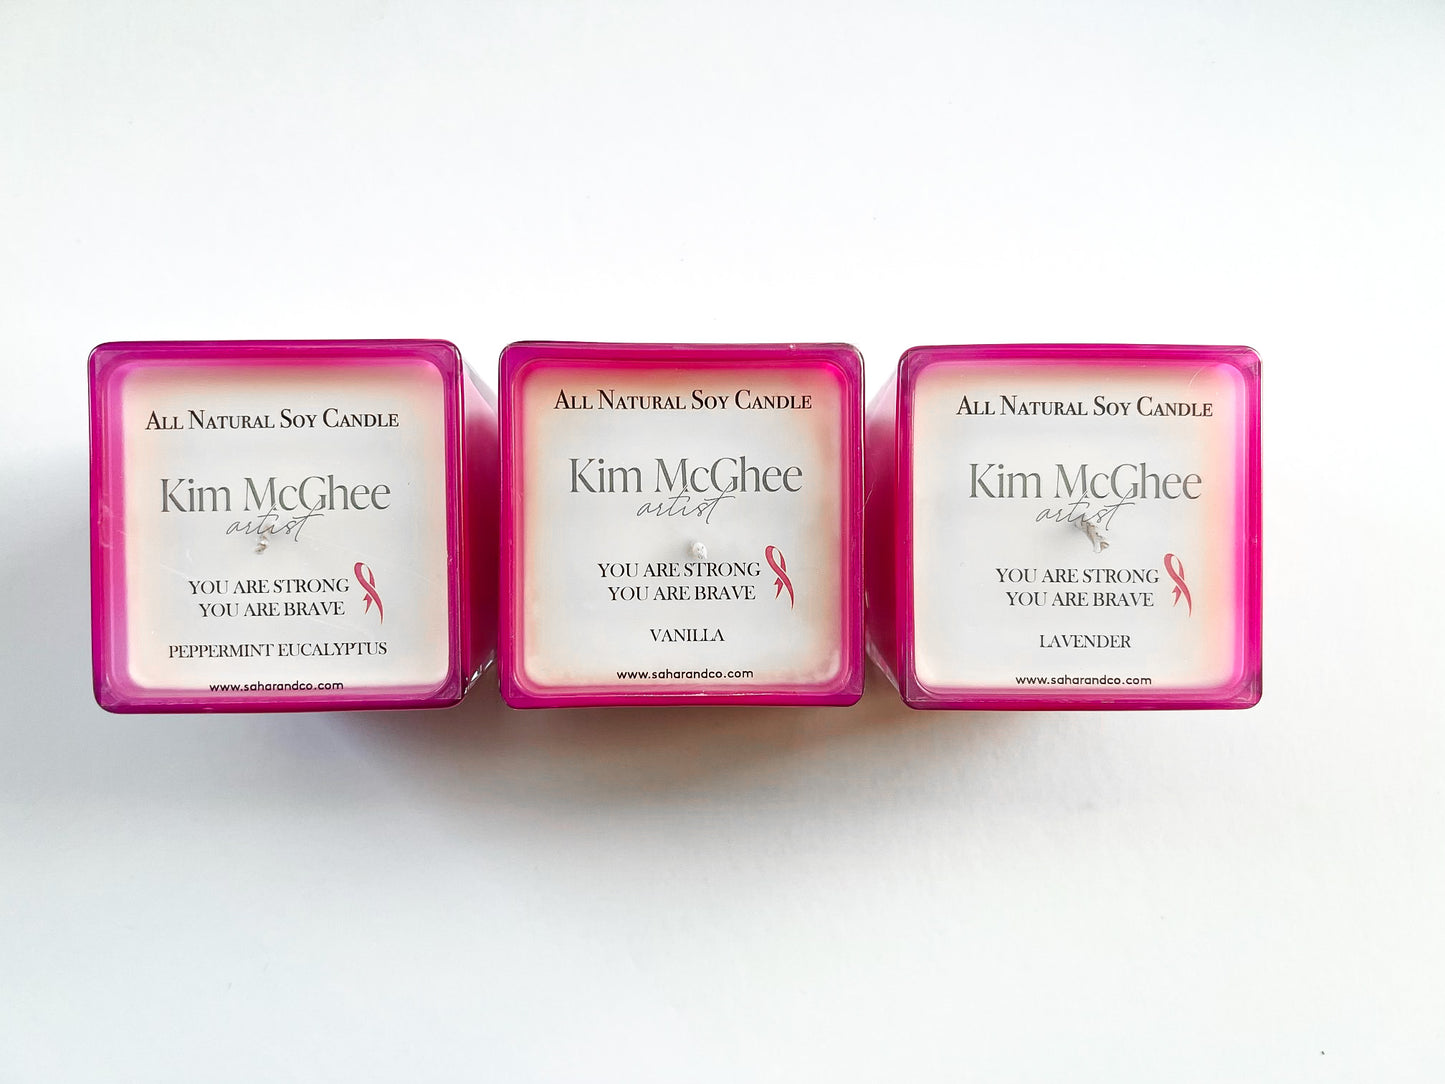 All Natural Soy Candle
Kim McGhee
artist
YOU ARE STRONG
YOU ARE BRAVE
PEPPERMINT EUCALYPTUS
www.saharandco.com
All Natural Soy Candle
Kim McGhee
artist
YOU ARE STRONG
YOU ARE BRAVE
VANILLA
www.saharandco.com
All Natural Soy Candle
Kim McGhee
artist
YOU ARE STRONG
YOU ARE BRAVE
LAVENDER
www.saharandco.com